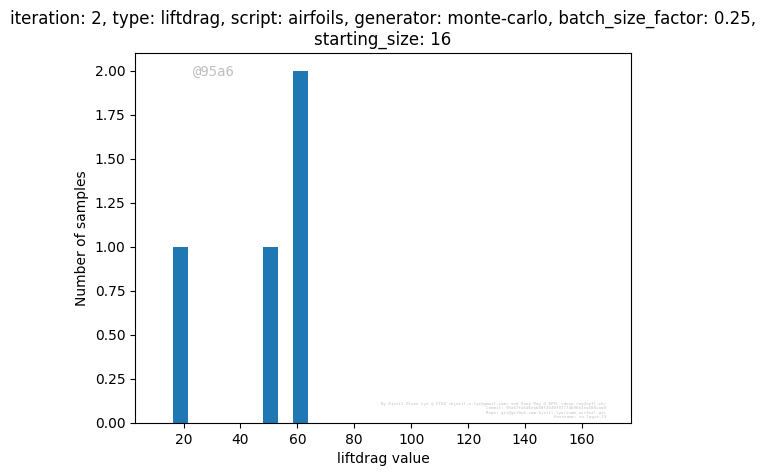 iteration: 2, type: liftdrag, script: airfoils, generator: monte-carlo, batch_size_factor: 0.25,
starting_size: 16
@95a6
2.00
1.75
1.50
1.25
1.00
0.75
0.50
0.25
0.00
Number of samples
20 40 60 80 100 120 140 160
liftdrag value